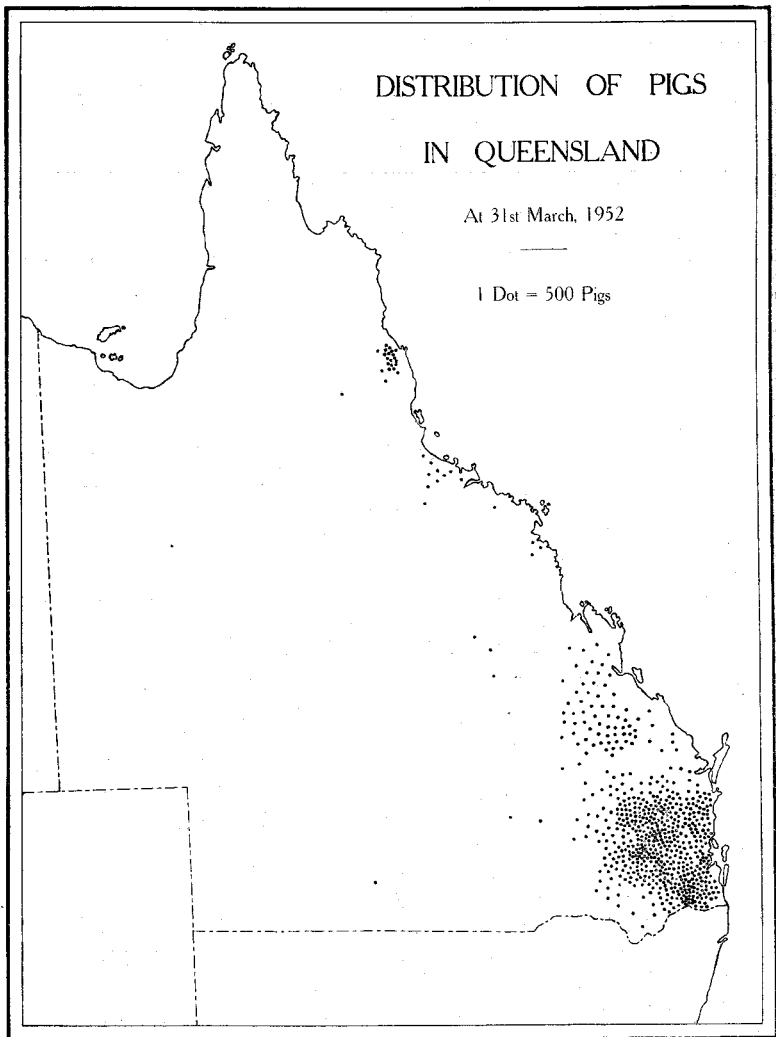 DISTRIBUTION OF PIGS
IN QUEENSLAND
At 31st March, 1952
1 Dot = 500 Pigs